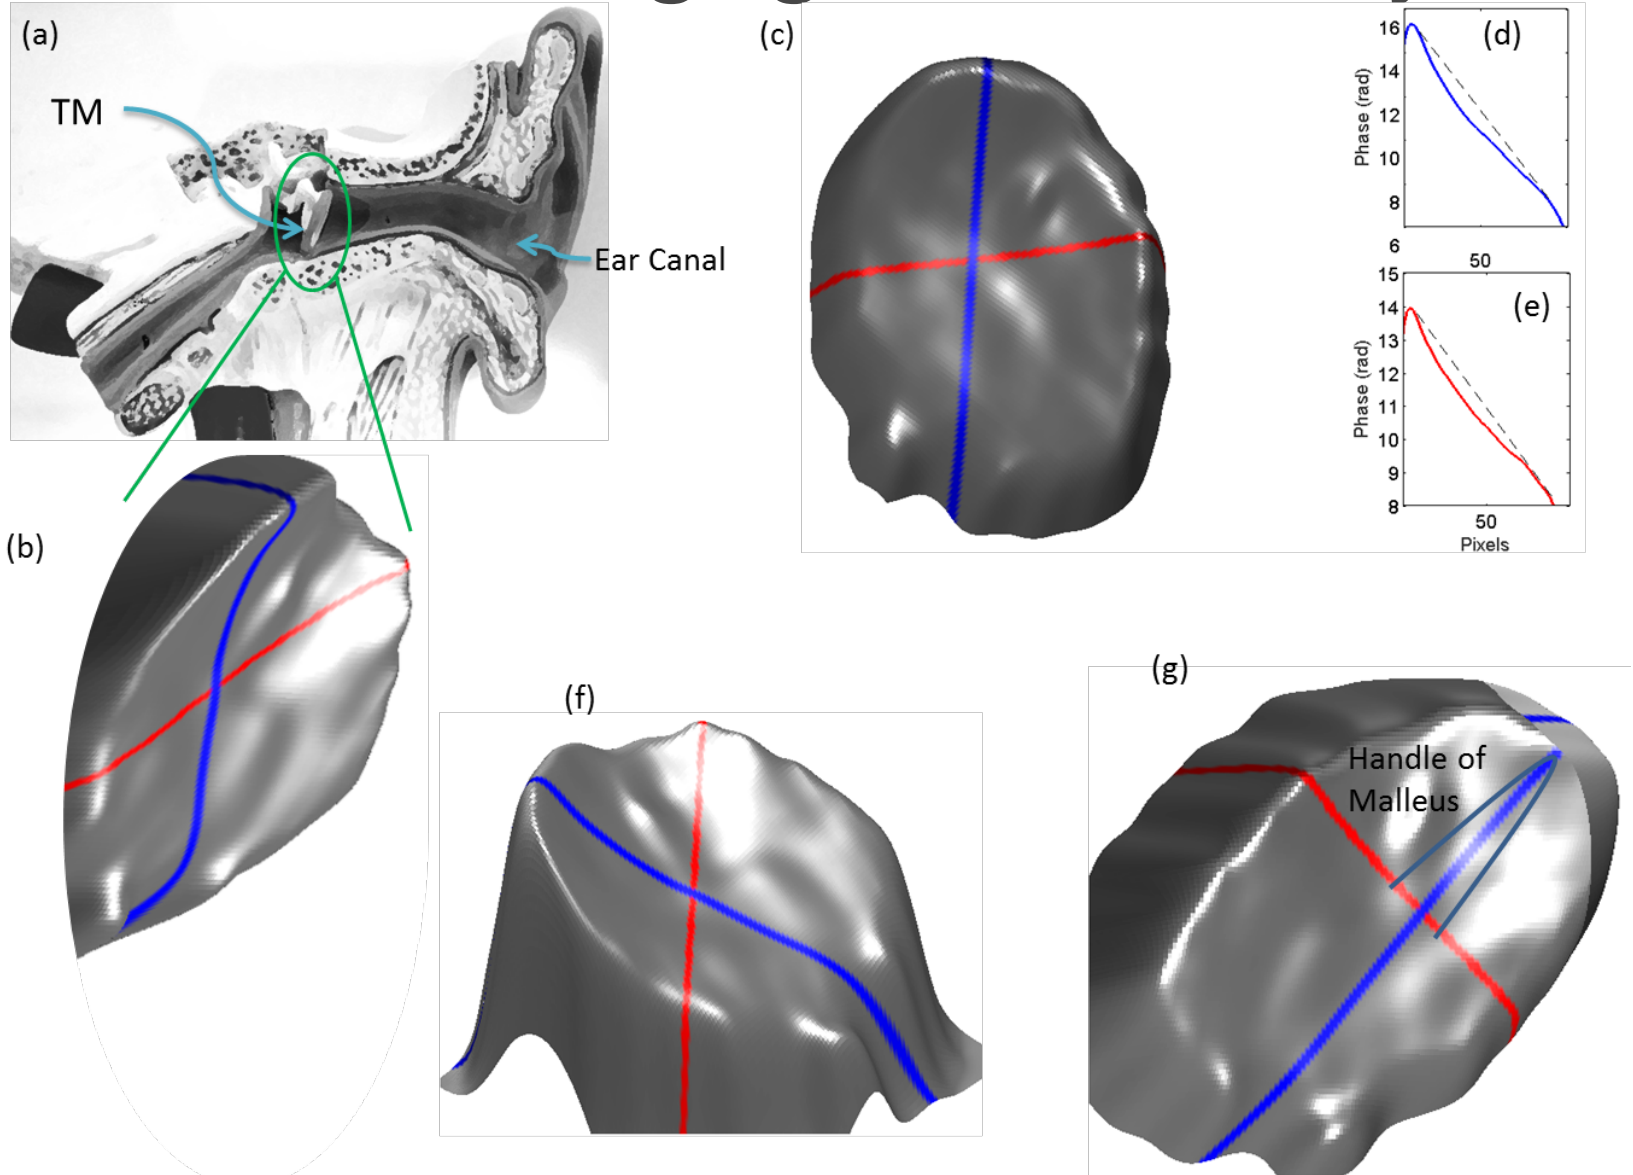 (a)
TM
Ear Canal
(b)
(c)
(d)
Phase (rad)
16
14
12
10
8
6
50
(e)
Phase (rad)
15
14
13
12
11
10
9
8
50
Pixels
(f)
(g)
Handle of
Malleus